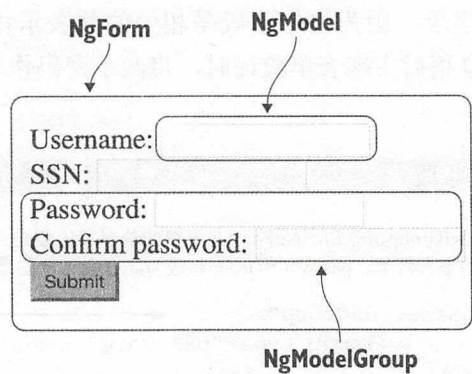 NgForm
NgModel
Username:
SSN:
Password:
Confirm password:
Submit
NgModelGroup